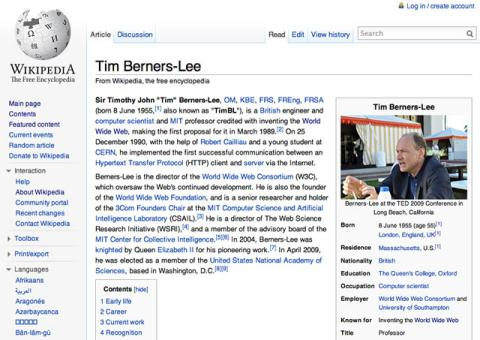 Log in / create account
WIKIPEDIA
The Free Encyclopedia
Article Discussion Read Edit View history Search
Tim Berners-Lee
From Wikipedia, the free encyclopedia
Sir Timothy John "Tim" Berners-Lee, OM, KBE, FRS, FREng, FRSA
(born 8 June 1955,[1] also known as "TimBL"), is a British engineer and
computer scientist and MIT professor credited with inventing the World
Wide Web, making the first proposal for it in March 1989.[2] On 25
December 1990, with the help of Robert Cailliau and a young student at
CERN, he implemented the first successful communication between an
Hypertext Transfer Protocol (HTTP) client and server via the Internet.
Berners-Lee is the director of the World Wide Web Consortium (W3C),
which oversaw the Web's continued development. He is also the founder
of the World Wide Web Foundation, and is a senior researcher and holder
of the 3Com Founders Chair at the MIT Computer Science and Artificial
Intelligence Laboratory (CSAIL).[3] He is a director of The Web Science
Research Initiative (WSRI),[4] and a member of the advisory board of the
MIT Center for Collective Intelligence.[5][6] In 2004, Berners-Lee was
knighted by Queen Elizabeth II for his pioneering work.[7] In April 2009,
he was elected as a member of the United States National Academy of
Sciences, based in Washington, D.C.[8][9]
Contents [hide]
1 Early life
2 Career
3 Current work
4 Recognition
Tim Berners-Lee
Berners-Lee at the TED 2009 Conference in
Long Beach, California
Born 8 June 1955 (age 55)[1]
London, England, UK[1]
Residence Massachusetts, U.S.[1]
Nationality British
Education The Queen's College, Oxford
Occupation Computer scientist
Employer World Wide Web Consortium and
University of Southampton
Known for Inventing the World Wide Web
Title Professor
Main page
Contents
Featured content
Current events
Random article
Donate to Wikipedia
Interaction
Help
About Wikipedia
Community portal
Recent changes
Contact Wikipedia
Toolbox
Print/export
Languages
Afrikaans
العربية
Aragonés
Azərbaycanca
Bân-lâm-gú